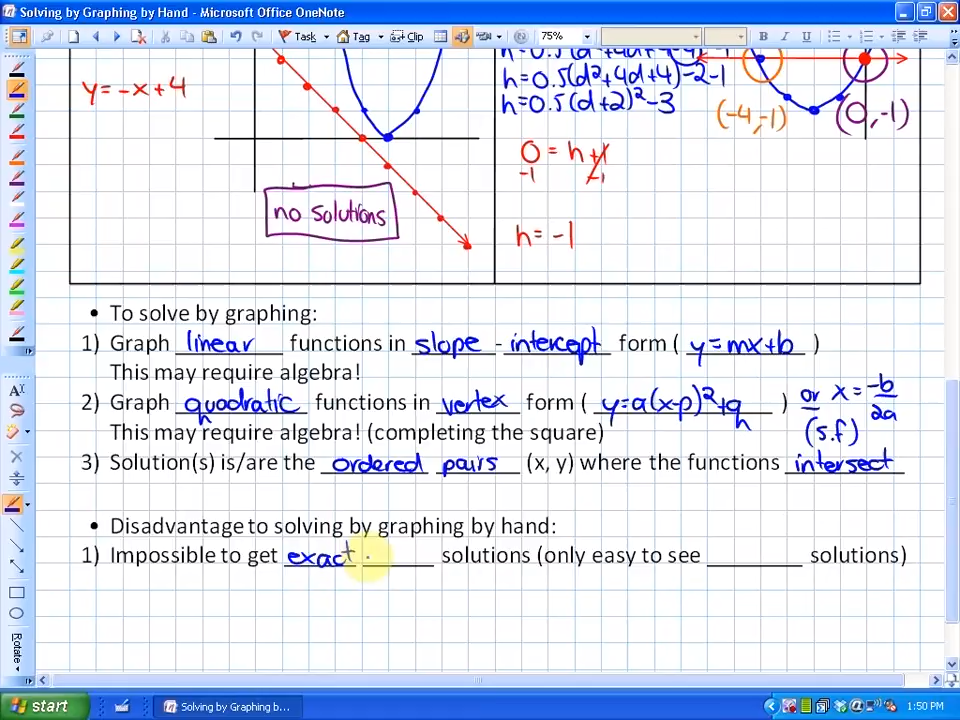 Solving by Graphing by Hand - Microsoft Office OneNote
Task Tag Clip 75% B I U
y = -x + 4
no solutions
h = 0.5(d²+4d+4) -2 -1
h = 0.5(d+2)² - 3
(-4, -1) (0, -1)
0 = h + 1
-1 -1
h = -1
• To solve by graphing:
1) Graph linear functions in slope - intercept form ( y = mx + b )
This may require algebra!
2) Graph quadratic functions in vertex form ( y = a(x-p)² + q ) or x = -b/2a
This may require algebra! (completing the square) (s.f)
3) Solution(s) is/are the ordered pairs (x, y) where the functions intersect
• Disadvantage to solving by graphing by hand:
1) Impossible to get exact solutions (only easy to see solutions)
Rotate
start Solving by Graphing b... 1:50 PM